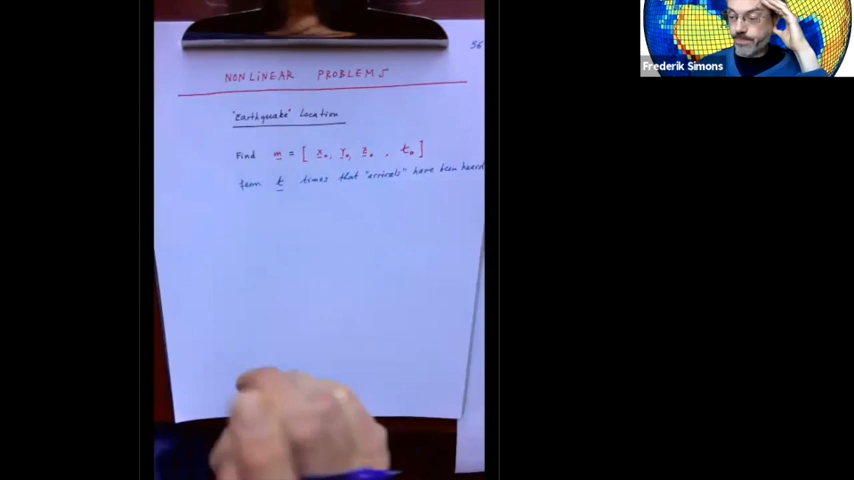 56
NONLINEAR PROBLEMS
"Earthquake" Location
Find m = [ x₀, y₀, z₀ , t₀ ]
from t times that "arrivals" have been heard
Frederik Simons